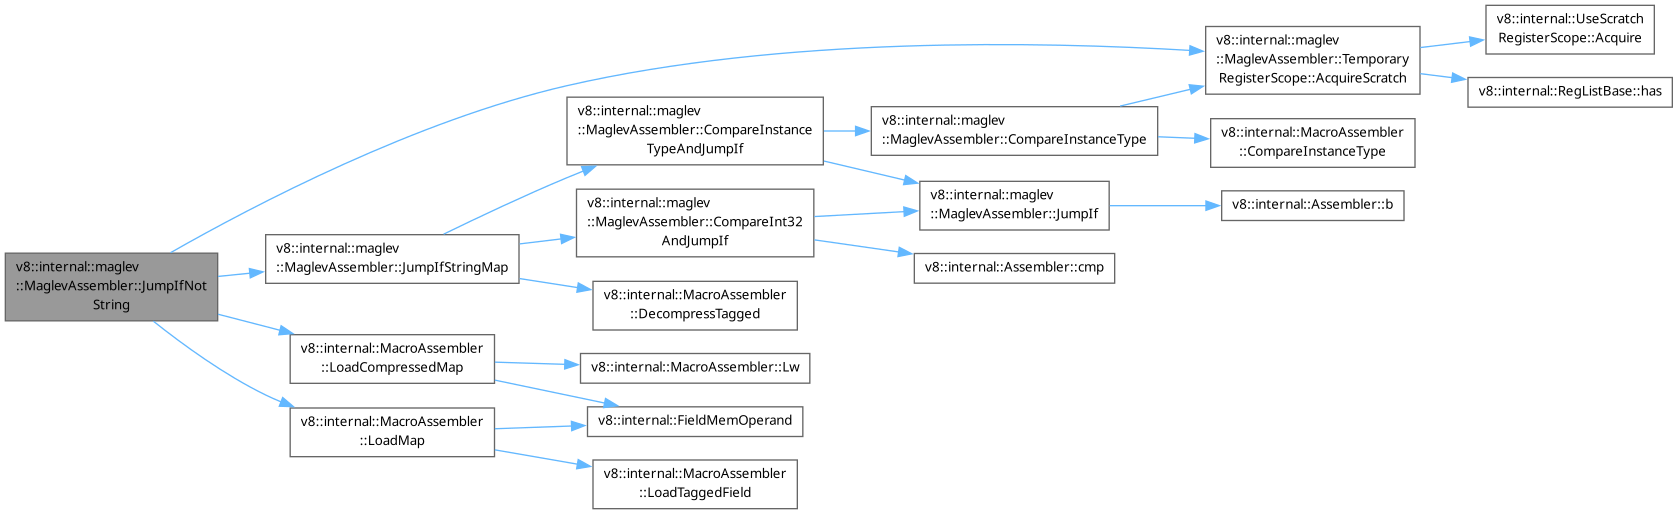 v8::internal::maglev
::MaglevAssembler::JumpIfNot
String
v8::internal::maglev
::MaglevAssembler::JumpIfStringMap
v8::internal::MacroAssembler
::LoadCompressedMap
v8::internal::MacroAssembler
::LoadMap
v8::internal::maglev
::MaglevAssembler::CompareInstance
TypeAndJumpIf
v8::internal::maglev
::MaglevAssembler::CompareInt32
AndJumpIf
v8::internal::MacroAssembler
::DecompressTagged
v8::internal::MacroAssembler::Lw
v8::internal::FieldMemOperand
v8::internal::MacroAssembler
::LoadTaggedField
v8::internal::maglev
::MaglevAssembler::CompareInstanceType
v8::internal::maglev
::MaglevAssembler::JumpIf
v8::internal::Assembler::cmp
v8::internal::maglev
::MaglevAssembler::Temporary
RegisterScope::AcquireScratch
v8::internal::MacroAssembler
::CompareInstanceType
v8::internal::Assembler::b
v8::internal::UseScratch
RegisterScope::Acquire
v8::internal::RegListBase::has